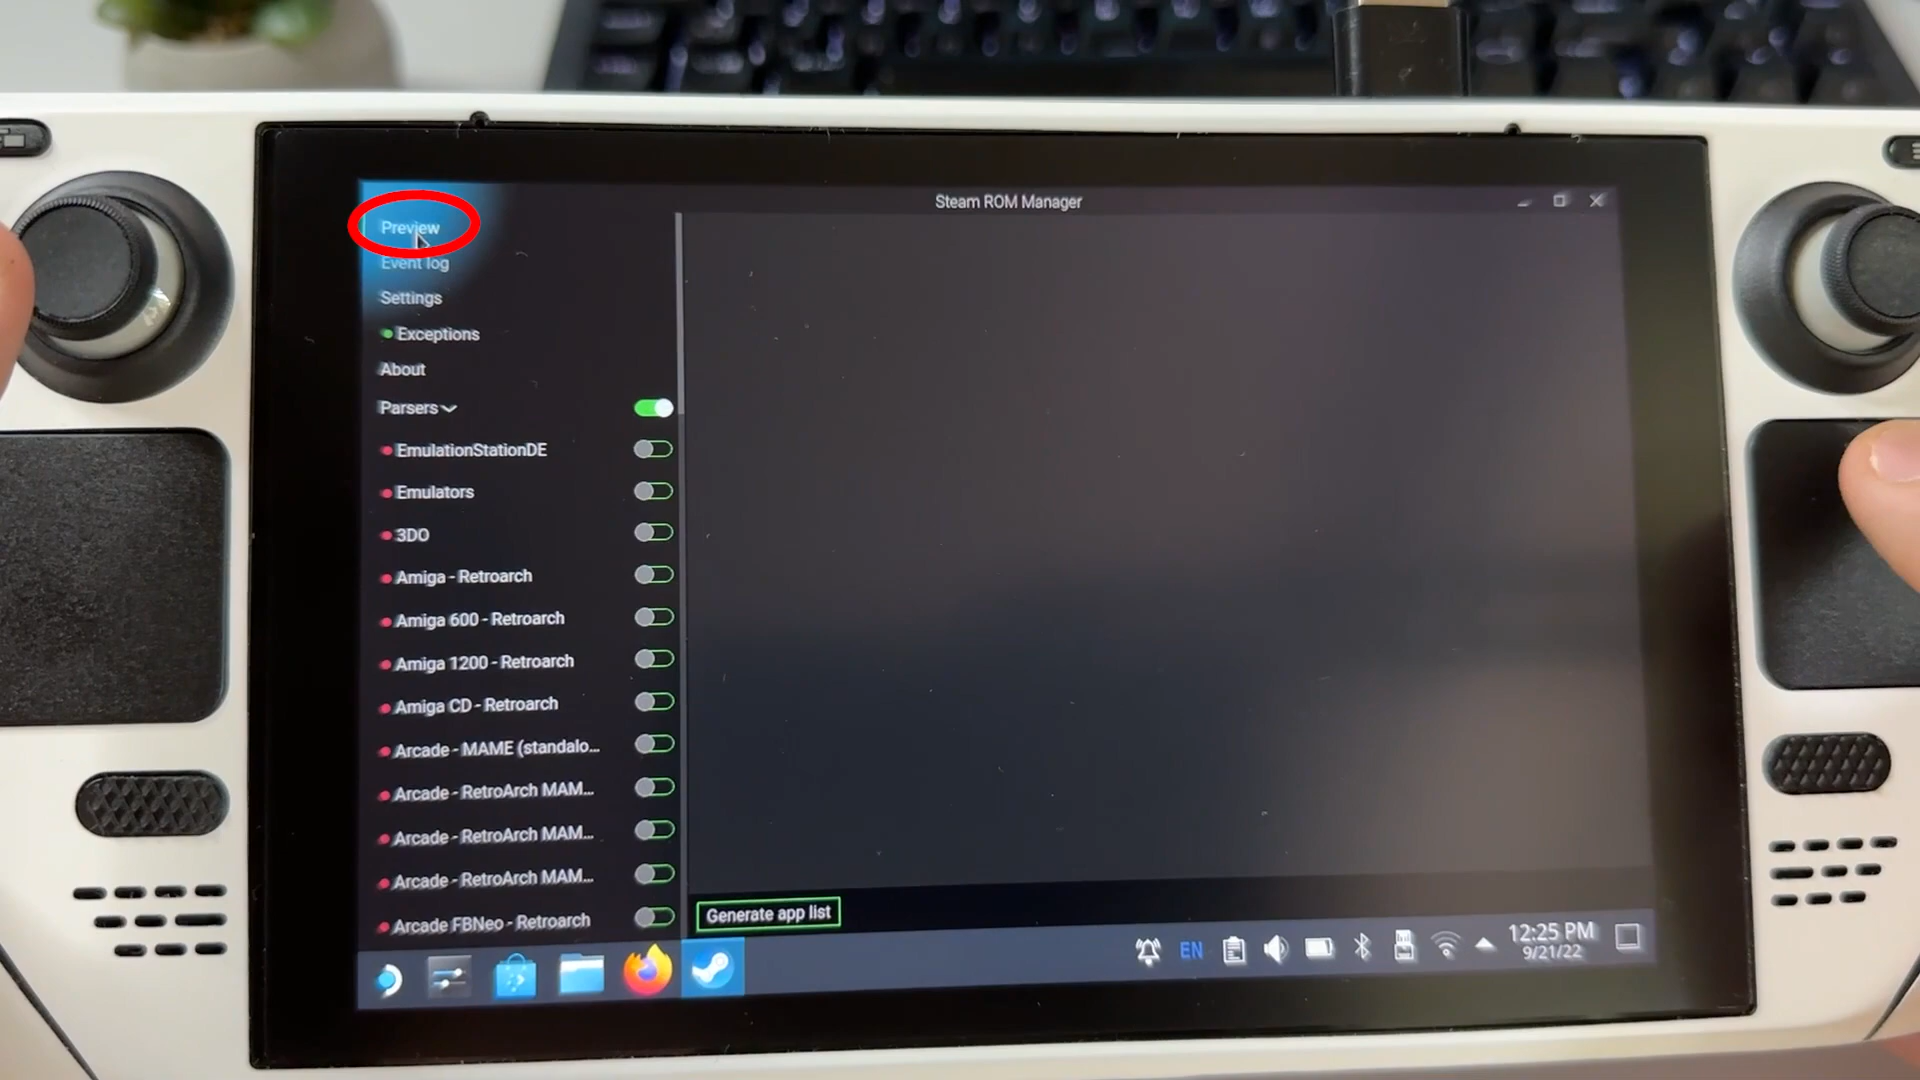 Steam ROM Manager
Preview
Event log
Settings
Exceptions
About
Parsers
EmulationStationDE
Emulators
3DO
Amiga - Retroarch
Amiga 600 - Retroarch
Amiga 1200 - Retroarch
Amiga CD - Retroarch
Arcade - MAME (standalo...
Arcade - RetroArch MAM...
Arcade - RetroArch MAM...
Arcade - RetroArch MAM...
Arcade FBNeo - Retroarch
Generate app list
EN
12:25 PM
9/21/22